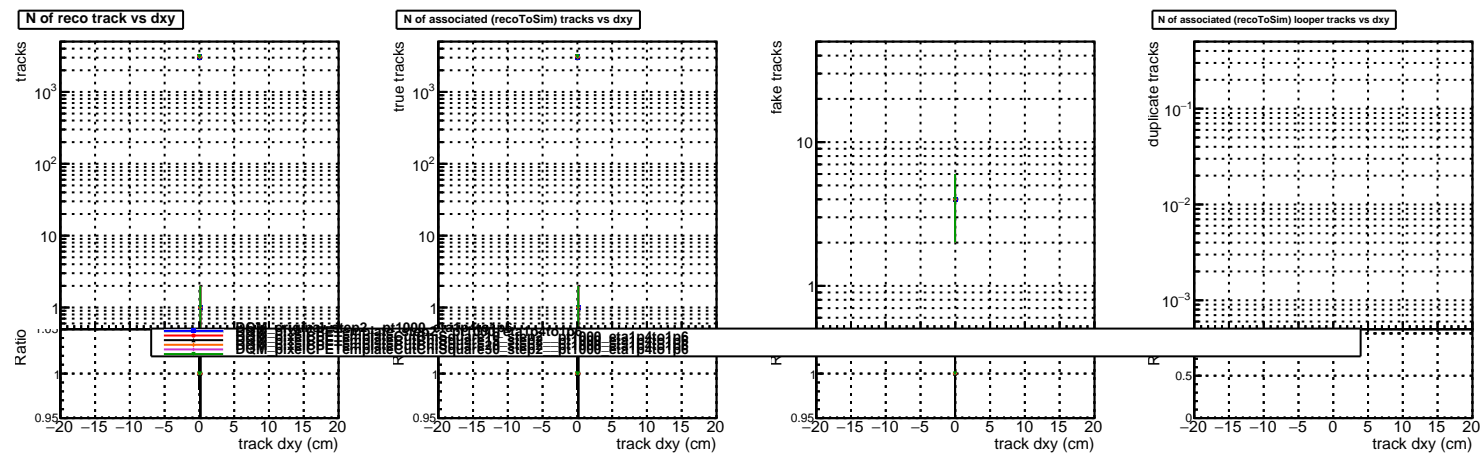 N of reco track vs dxy
tracks
10³
10²
10
1
Ratio
1
0.95
−20 −15 −10 −5 0 5 10 15 20
track dxy (cm)
N of associated (recoToSim) tracks vs dxy
true tracks
10³
10²
10
1
1
0.95
−20 −15 −10 −5 0 5 10 15 20
track dxy (cm)
fake tracks
10
1
1
0.95
−20 −15 −10 −5 0 5 10 15 20
track dxy (cm)
N of associated (recoToSim) looper tracks vs dxy
duplicate tracks
10⁻¹
10⁻²
10⁻³
0.5
0
−20 −15 −10 −5 0 5 10 15 20
track dxy (cm)
DQM_pixelCPETemplateCutChiSquare50_step2__pt1000_eta1p4to1p6